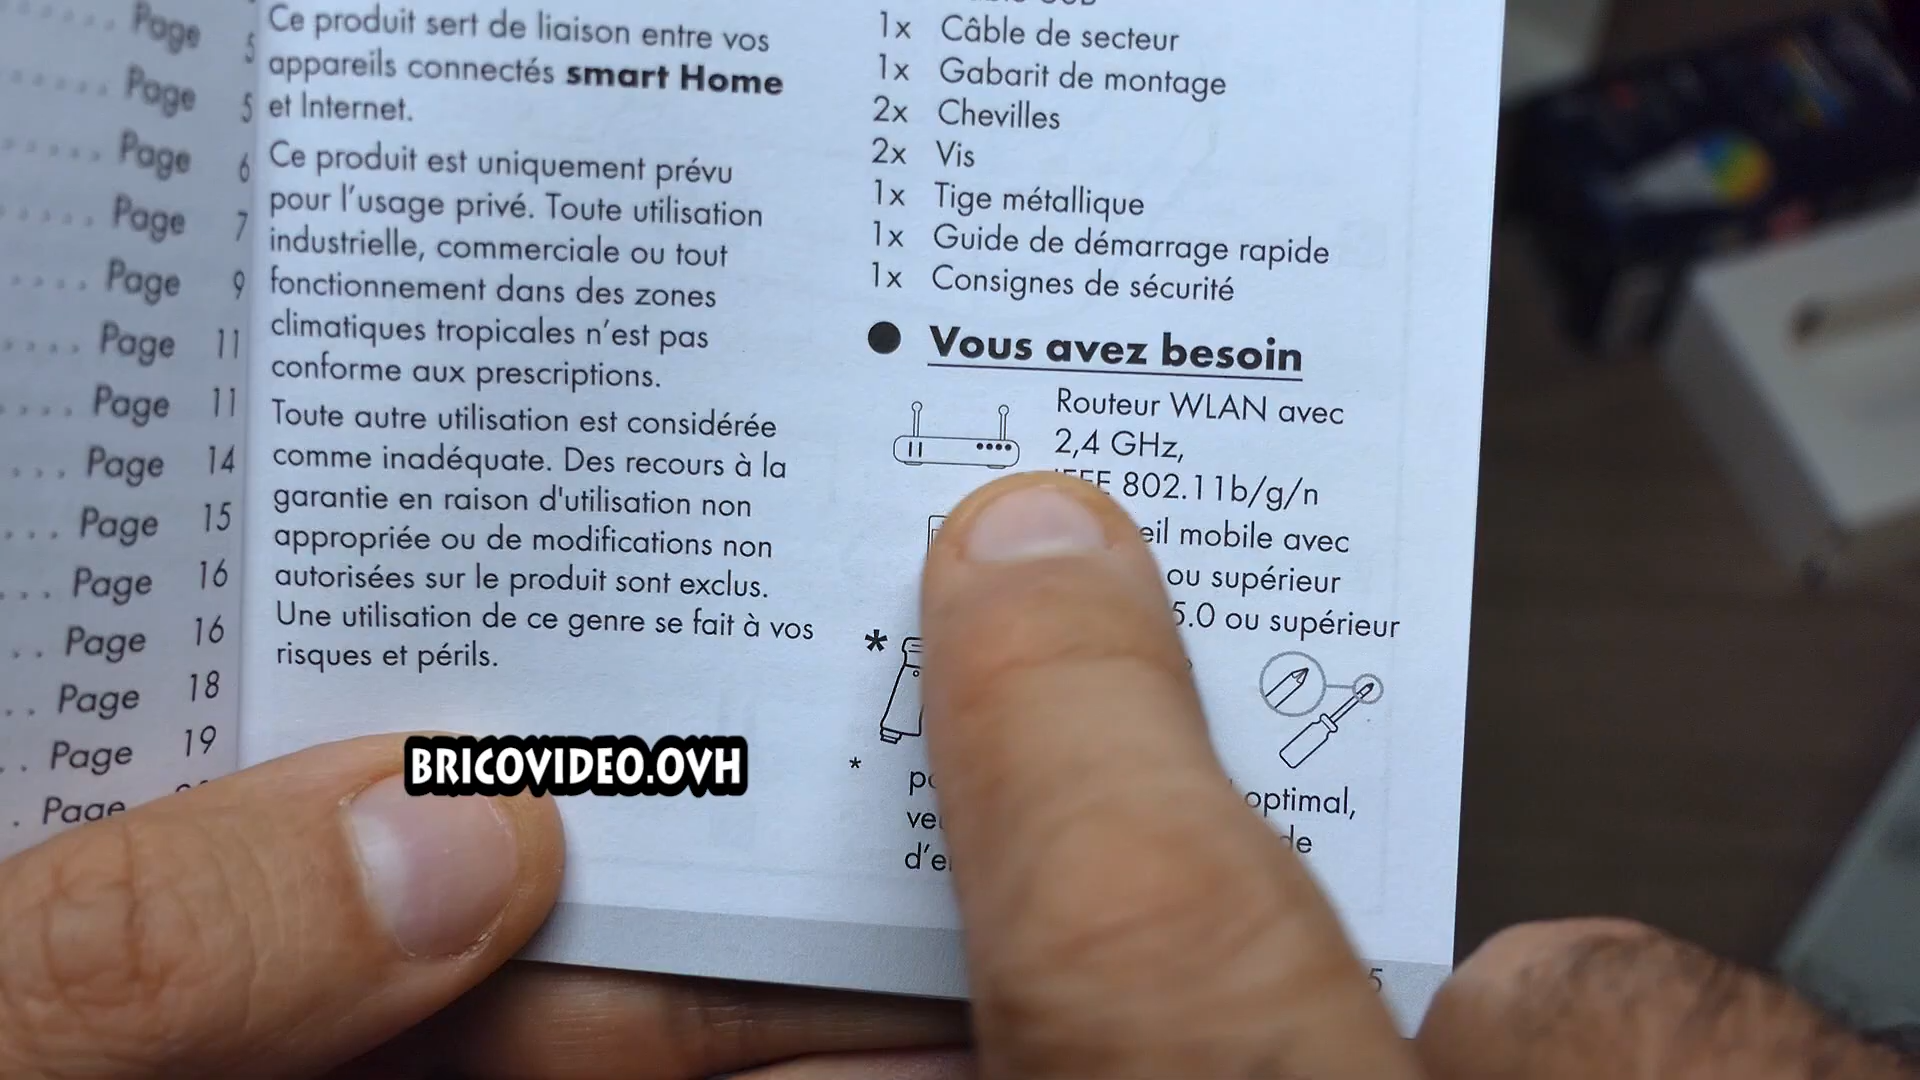 Page 5
Page 5
Page 6
Page 7
Page 9
Page 11
Page 11
Page 14
Page 15
Page 16
Page 16
Page 18
Page 19
Page
Ce produit sert de liaison entre vos
appareils connectés smart Home
et Internet.
Ce produit est uniquement prévu
pour l’usage privé. Toute utilisation
industrielle, commerciale ou tout
fonctionnement dans des zones
climatiques tropicales n’est pas
conforme aux prescriptions.
Toute autre utilisation est considérée
comme inadéquate. Des recours à la
garantie en raison d'utilisation non
appropriée ou de modifications non
autorisées sur le produit sont exclus.
Une utilisation de ce genre se fait à vos
risques et périls.
1x Câble de secteur
1x Gabarit de montage
2x Chevilles
2x Vis
1x Tige métallique
1x Guide de démarrage rapide
1x Consignes de sécurité
● Vous avez besoin
Routeur WLAN avec
2,4 GHz,
802.11b/g/n
mobile avec
ou supérieur
5.0 ou supérieur
*
*
optimal,
de
5
BRICOVIDEO.OVH